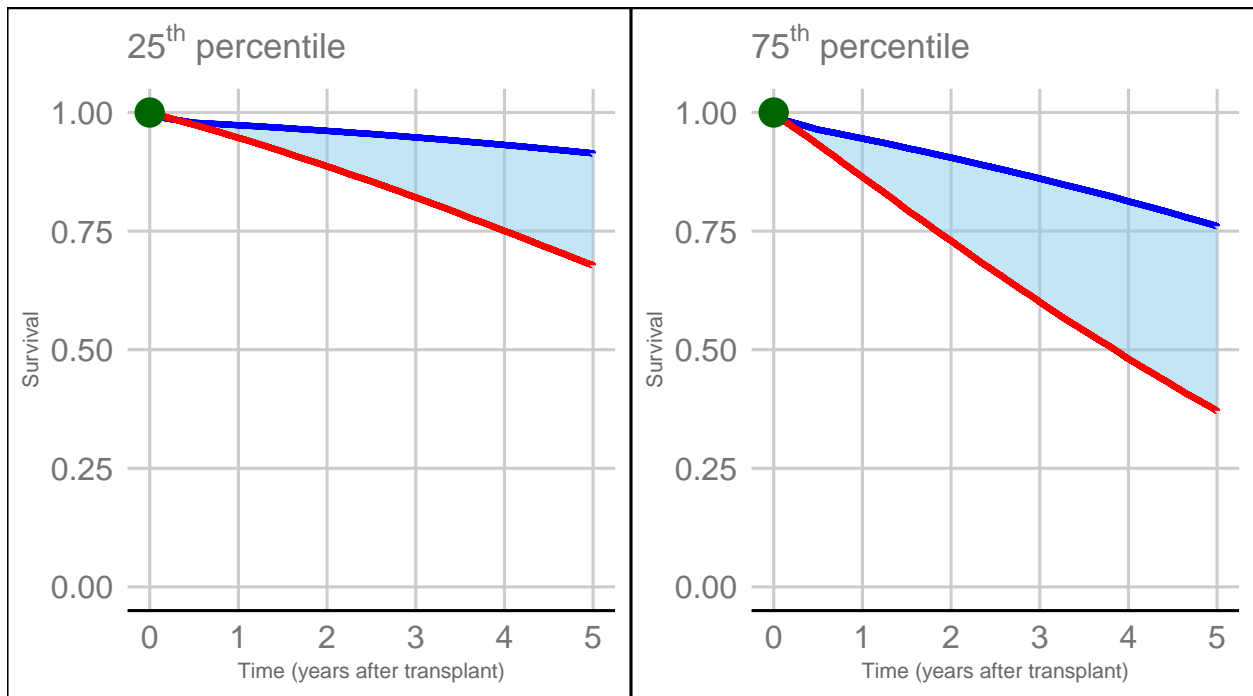 25th percentile
1.00
0.75
0.50
0.25
0.00
Survival
0 1 2 3 4 5
Time (years after transplant)
75th percentile
1.00
0.75
0.50
0.25
0.00
Survival
0 1 2 3 4 5
Time (years after transplant)